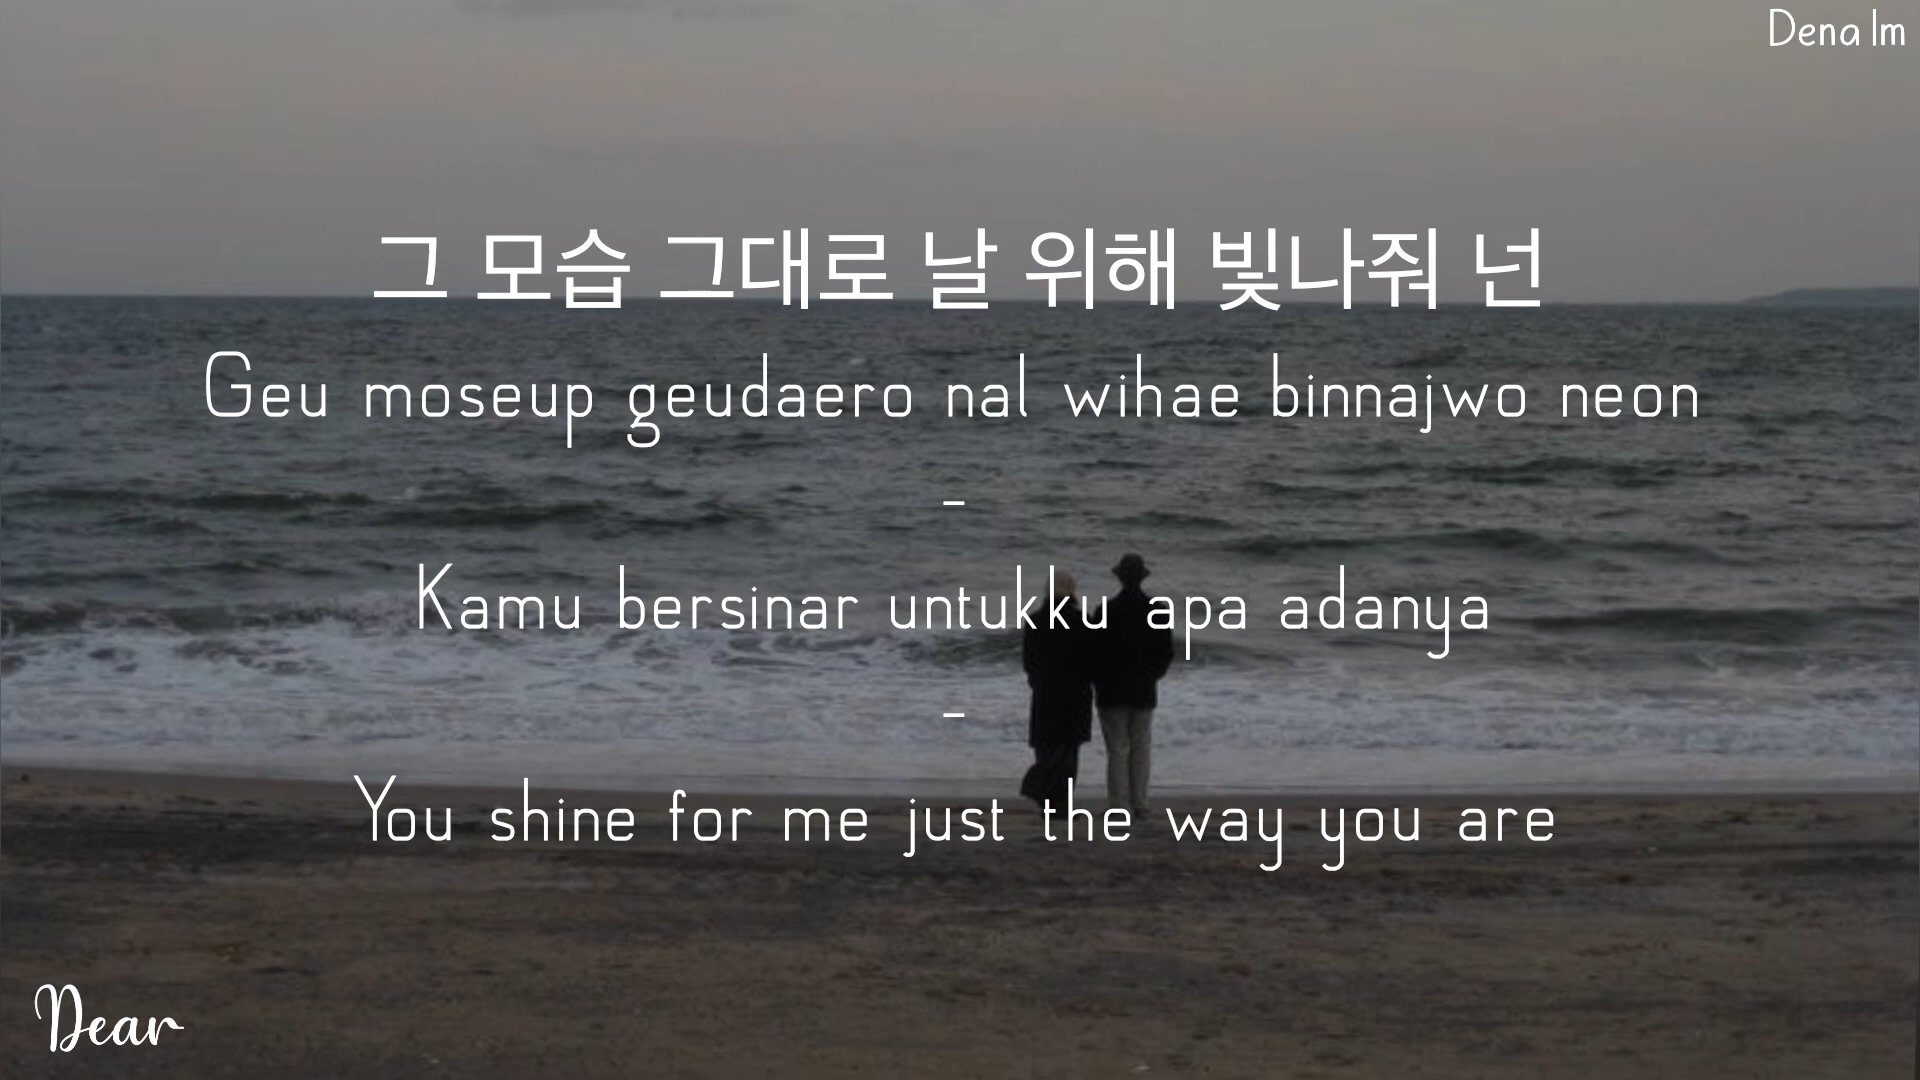 Dena Im
그 모습 그대로 날 위해 빛나줘 넌
Geu moseup geudaero nal wihae binnajwo neon
-
Kamu bersinar untukku apa adanya
-
You shine for me just the way you are
Dear